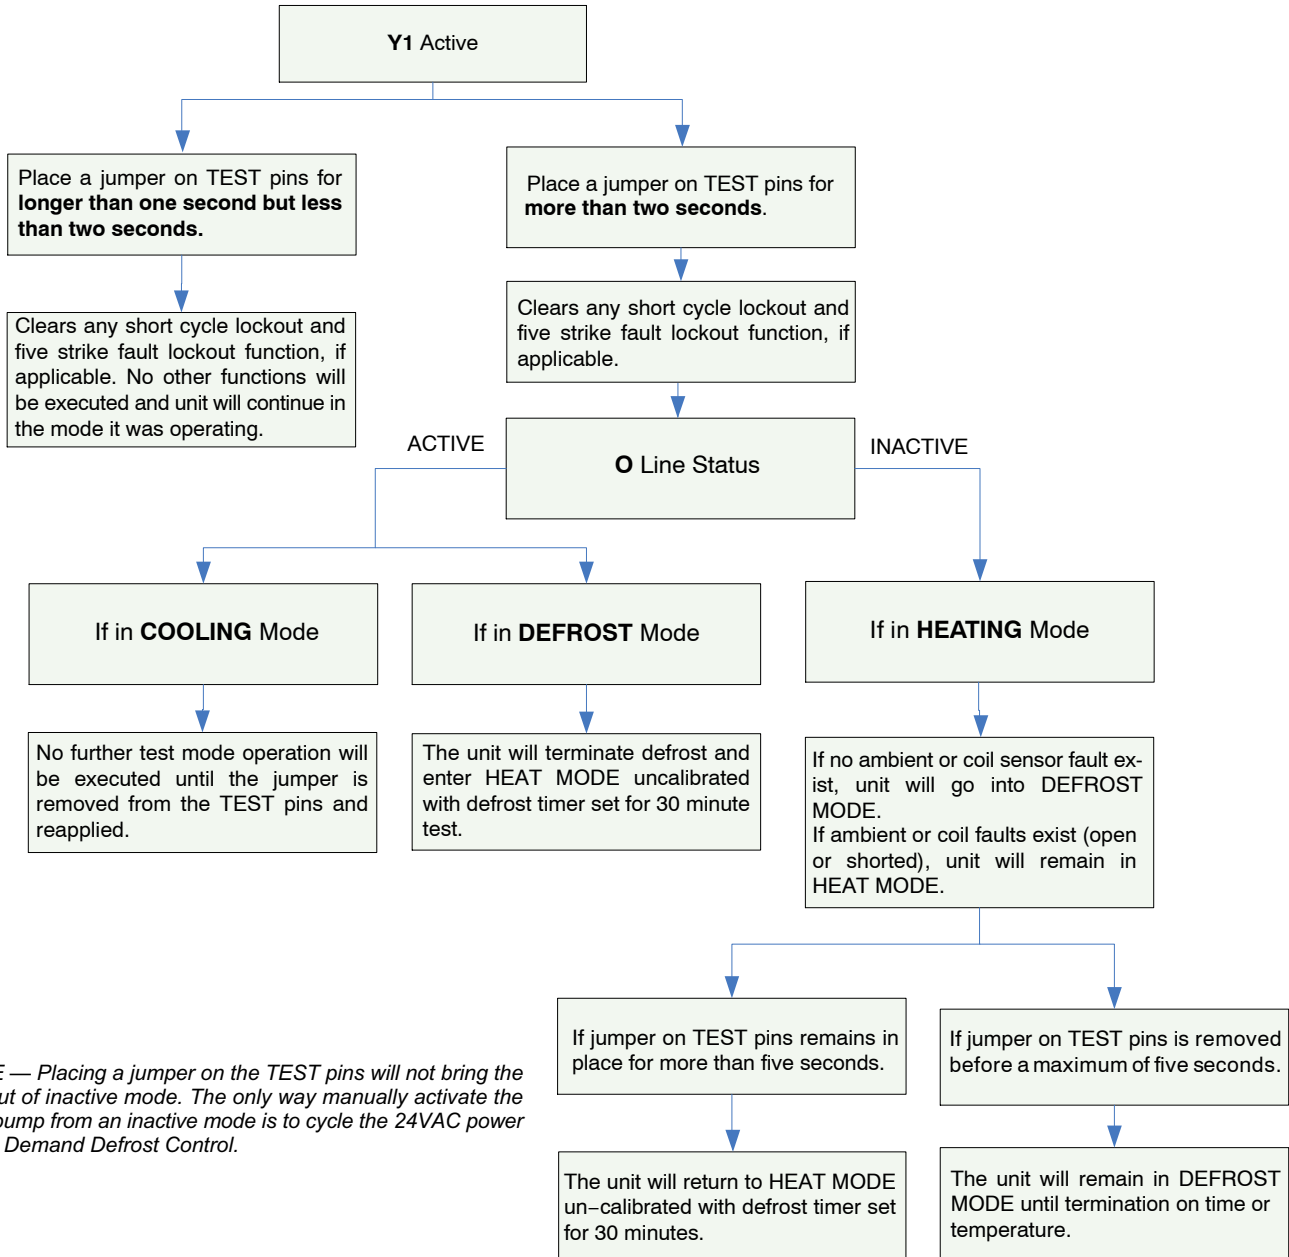 Y1 Active
Place a jumper on TEST pins for
longer than one second but less
than two seconds.
Place a jumper on TEST pins for
more than two seconds.
Clears any short cycle lockout and
five strike fault lockout function, if
applicable. No other functions will
be executed and unit will continue in
the mode it was operating.
Clears any short cycle lockout and
five strike fault lockout function, if
applicable.
ACTIVE
O Line Status
INACTIVE
If in COOLING Mode
If in DEFROST Mode
If in HEATING Mode
No further test mode operation will
be executed until the jumper is
removed from the TEST pins and
reapplied.
The unit will terminate defrost and
enter HEAT MODE uncalibrated
with defrost timer set for 30 minute
test.
If no ambient or coil sensor fault ex-
ist, unit will go into DEFROST
MODE.
If ambient or coil faults exist (open
or shorted), unit will remain in
HEAT MODE.
If jumper on TEST pins remains in
place for more than five seconds.
If jumper on TEST pins is removed
before a maximum of five seconds.
E — Placing a jumper on the TEST pins will not bring the
ut of inactive mode. The only way manually activate the
pump from an inactive mode is to cycle the 24VAC power
Demand Defrost Control.
The unit will return to HEAT MODE
un−calibrated with defrost timer set
for 30 minutes.
The unit will remain in DEFROST
MODE until termination on time or
temperature.